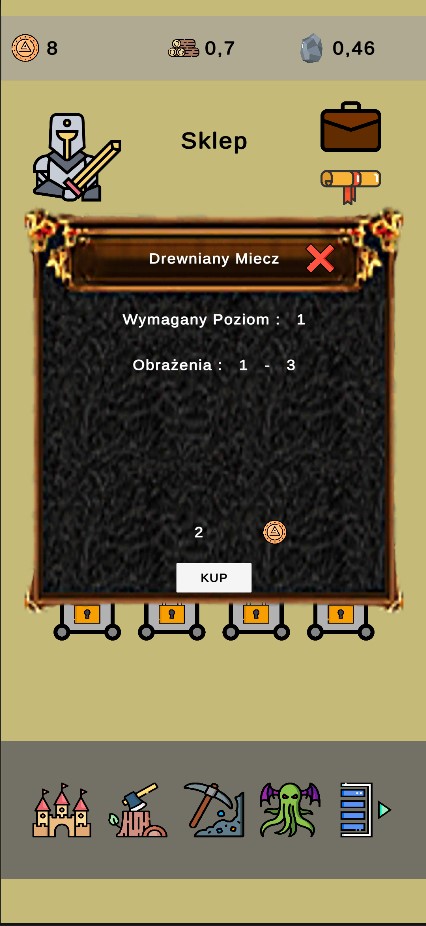 8 0,7 0,46
Sklep
Drewniany Miecz
Wymagany Poziom : 1
Obrażenia : 1 - 3
2
KUP